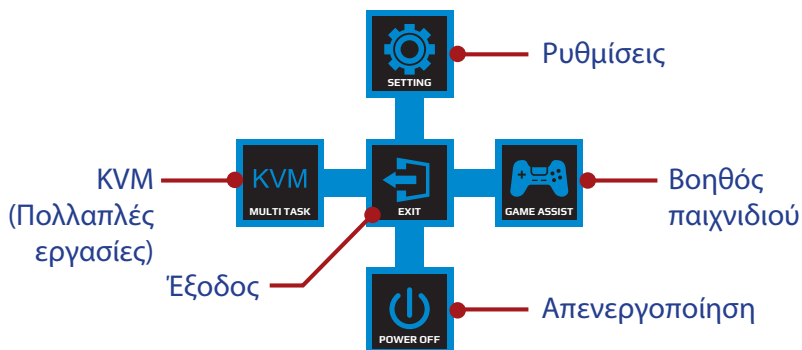 SETTING
Ρυθμίσεις
KVM
(Πολλαπλές
εργασίες)
KVM
MULTI TASK
EXIT
GAME ASSIST
Βοηθός
παιχνιδιού
Έξοδος
POWER OFF
Απενεργοποίηση